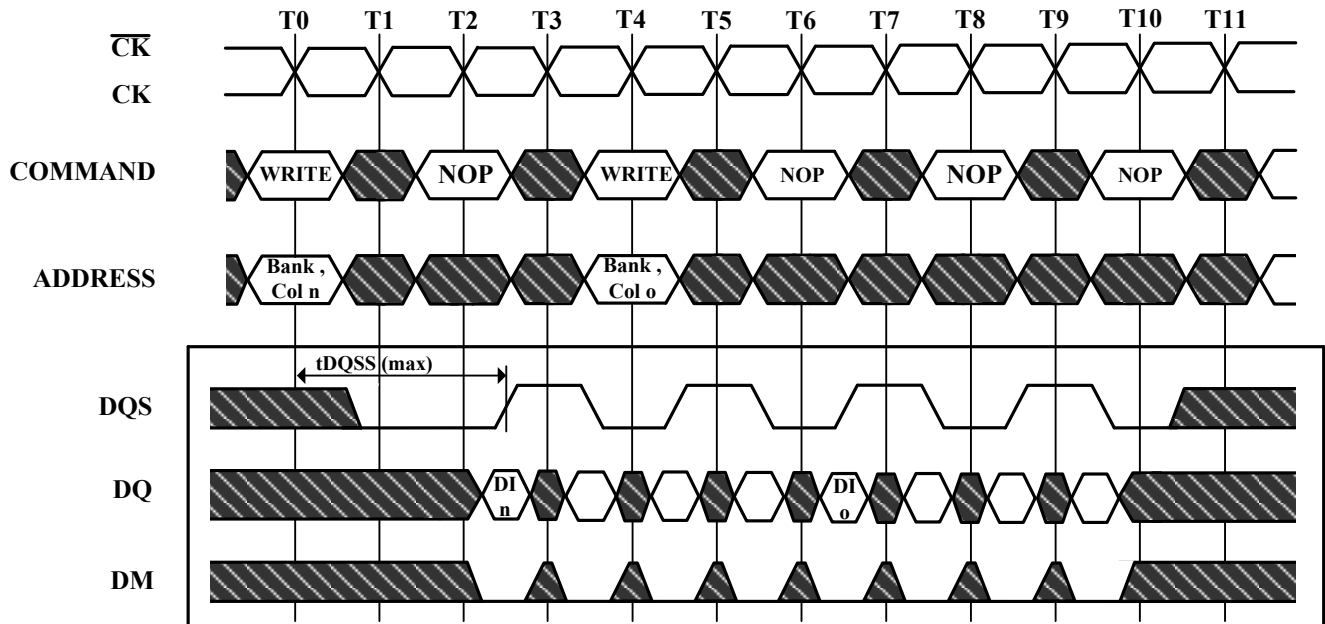 T0 T1 T2 T3 T4 T5 T6 T7 T8 T9 T10 T11
CK
CK
COMMAND WRITE NOP WRITE NOP NOP NOP
ADDRESS Bank , Col n Bank , Col o
tDQSS (max)
DQS
DQ DI n DI o
DM